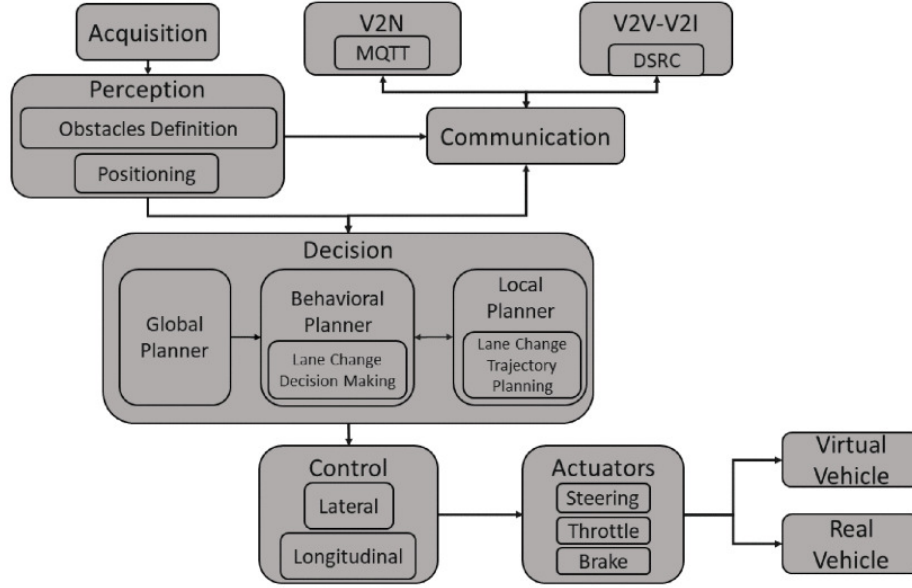 Acquisition
V2N
MQTT
V2V-V2I
DSRC
Perception
Obstacles Definition
Positioning
Communication
Decision
Global
Planner
Behavioral
Planner
Lane Change
Decision Making
Local
Planner
Lane Change
Trajectory
Planning
Control
Lateral
Longitudinal
Actuators
Steering
Throttle
Brake
Virtual
Vehicle
Real
Vehicle